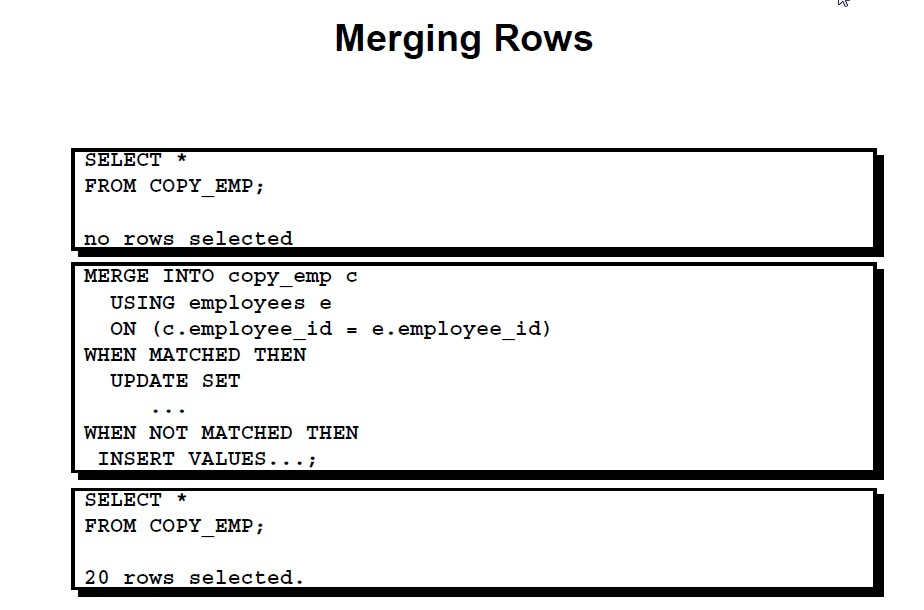 Merging Rows
SELECT *
FROM COPY_EMP;
no rows selected
MERGE INTO copy_emp c
USING employees e
ON (c.employee_id = e.employee_id)
WHEN MATCHED THEN
UPDATE SET
...
WHEN NOT MATCHED THEN
INSERT VALUES...;
SELECT *
FROM COPY_EMP;
20 rows selected.